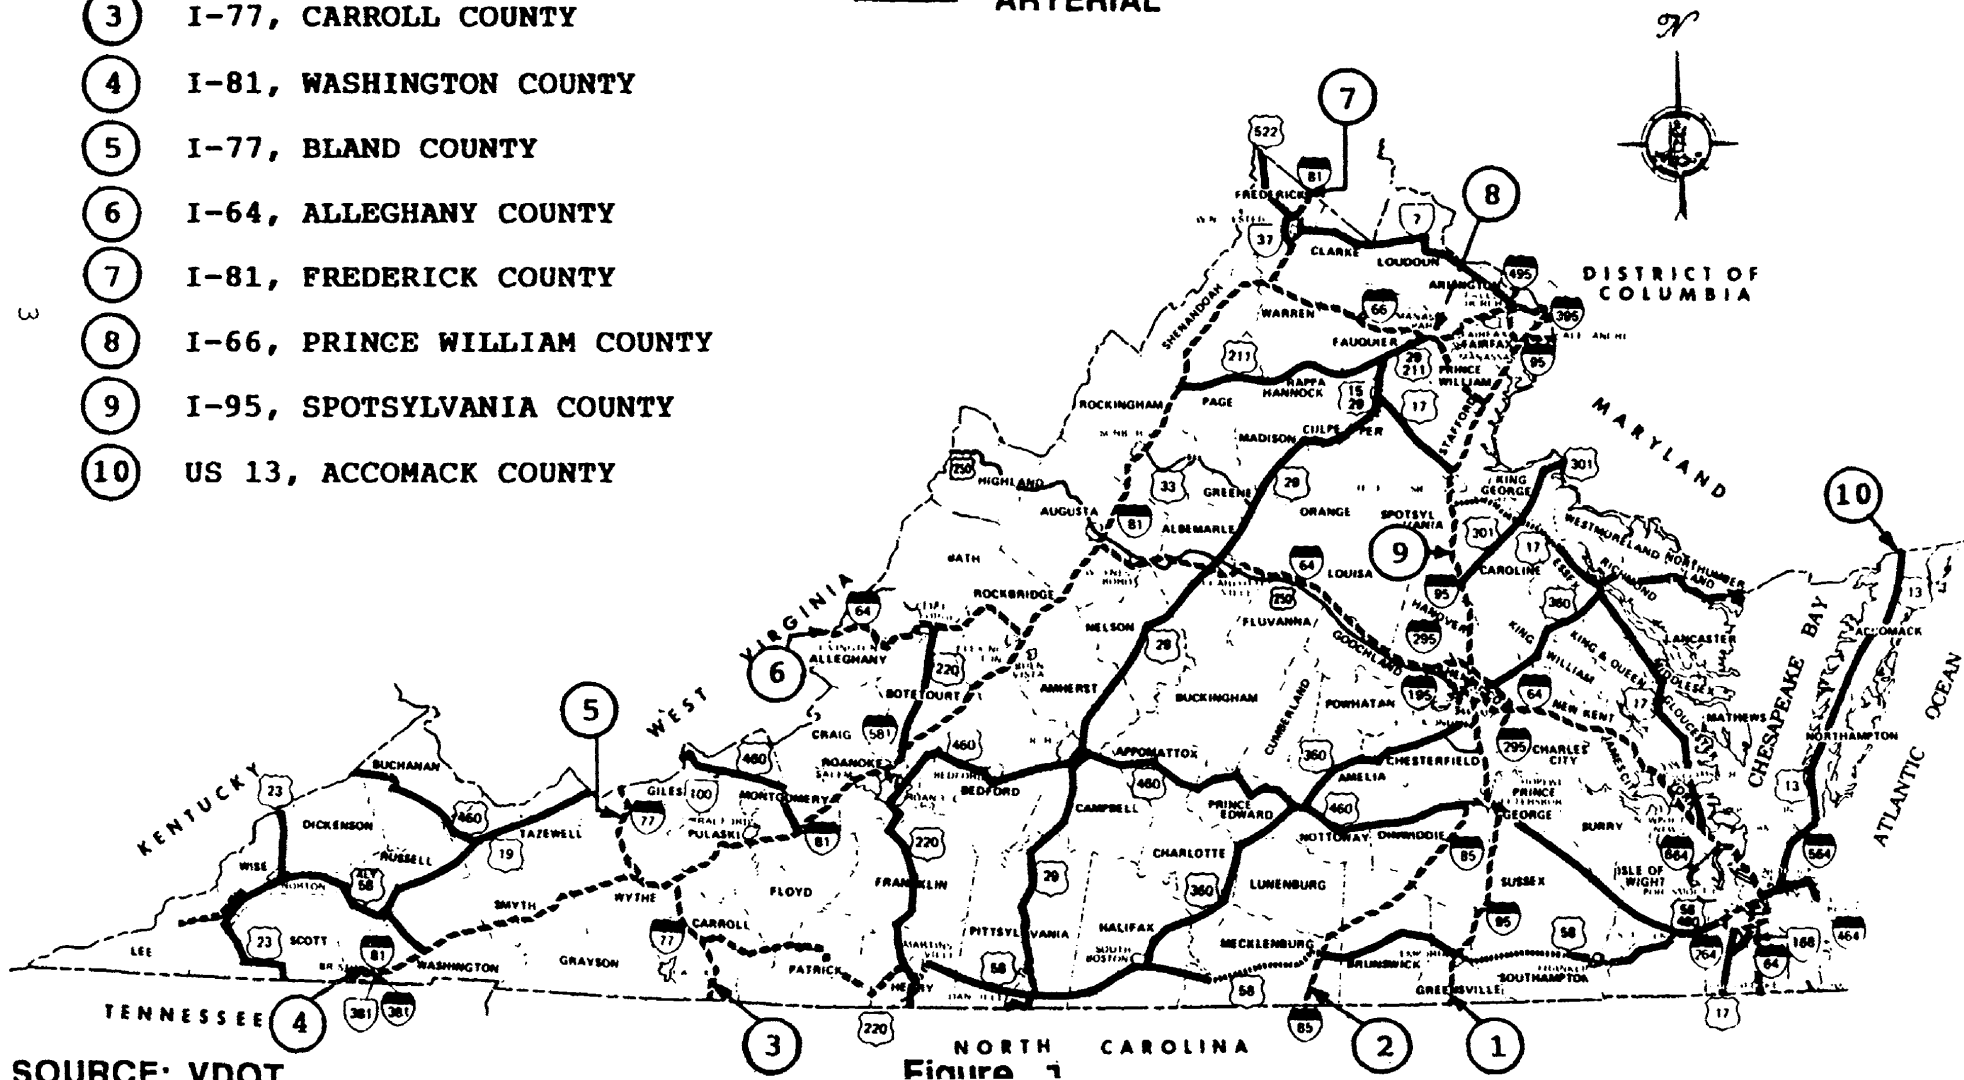 3 I-77, CARROLL COUNTY
ARTERIAL
4 I-81, WASHINGTON COUNTY
5 I-77, BLAND COUNTY
6 I-64, ALLEGHANY COUNTY
7 I-81, FREDERICK COUNTY
8 I-66, PRINCE WILLIAM COUNTY
9 I-95, SPOTSYLVANIA COUNTY
10 US 13, ACCOMACK COUNTY
3
7
522
81
8
FREDERICK
37
7
CLARKE
LOUDOUN
495
DISTRICT OF
COLUMBIA
ARLINGTON
SHENANDOAH
WARREN
66
395
FAUQUIER
FAIRFAX
95
211
29
211
PRINCE
WILLIAM
RAPPA
HANNOCK
15
29
17
STAFFORD
MARYLAND
ROCKINGHAM
PAGE
MADISON
CULPEPER
250
HIGHLAND
33
GREENE
29
301
KING
GEORGE
10
AUGUSTA
81
ALBEMARLE
ORANGE
SPOTSYL
VANIA
301
17
WESTMORELAND
NORTHUMBER
LAND
9
BATH
64
LOUISA
CAROLINE
ESSEX
RICHMOND
95
250
13
VIRGINIA
64
ROCKBRIDGE
360
HANOVER
NELSON
FLUVANNA
295
GOOCHLAND
KING
WILLIAM
KING & QUEEN
LANCASTER
ACCOMACK
CHESAPEAKE BAY
29
6
ALLEGHANY
220
BOTETOURT
AMHERST
BUCKINGHAM
CUMBERLAND
POWHATAN
195
64
NEW KENT
17
MIDDLESEX
GLOUCESTER
MATHEWS
ATLANTIC OCEAN
5
WEST
CRAIG
581
460
APPOMATTOX
360
295
CHARLES
CITY
JAMES CITY
NORTHAMPTON
KENTUCKY
BUCHANAN
460
ROANOKE
SALEM
BEDFORD
BEDFORD
460
AMELIA
CHESTERFIELD
23
GILES
100
MONTGOMERY
CAMPBELL
PRINCE
EDWARD
460
PRINCE
GEORGE
13
DICKENSON
460
TAZEWELL
77
PULASKI
81
220
NOTTOWAY
DINWIDDIE
SURRY
19
RUSSELL
CHARLOTTE
85
664
564
WISE
NORTON
ALT
58
SMYTH
WYTHE
FLOYD
FRANKLIN
29
360
LUNENBURG
SUSSEX
ISLE OF
WIGHT
95
58
460
23
SCOTT
LEE
81
WASHINGTON
GRAYSON
77
CARROLL
PATRICK
PITTSYLVANIA
HALIFAX
SOUTH
BOSTON
MECKLENBURG
BRUNSWICK
58
264
168
464
64
58
HENRY
58
GREENSVILLE
SOUTHAMPTON
TENNESSEE
4
381
381
3
220
85
2
1
17
NORTH CAROLINA
SOURCE: VDOT
Figure 1